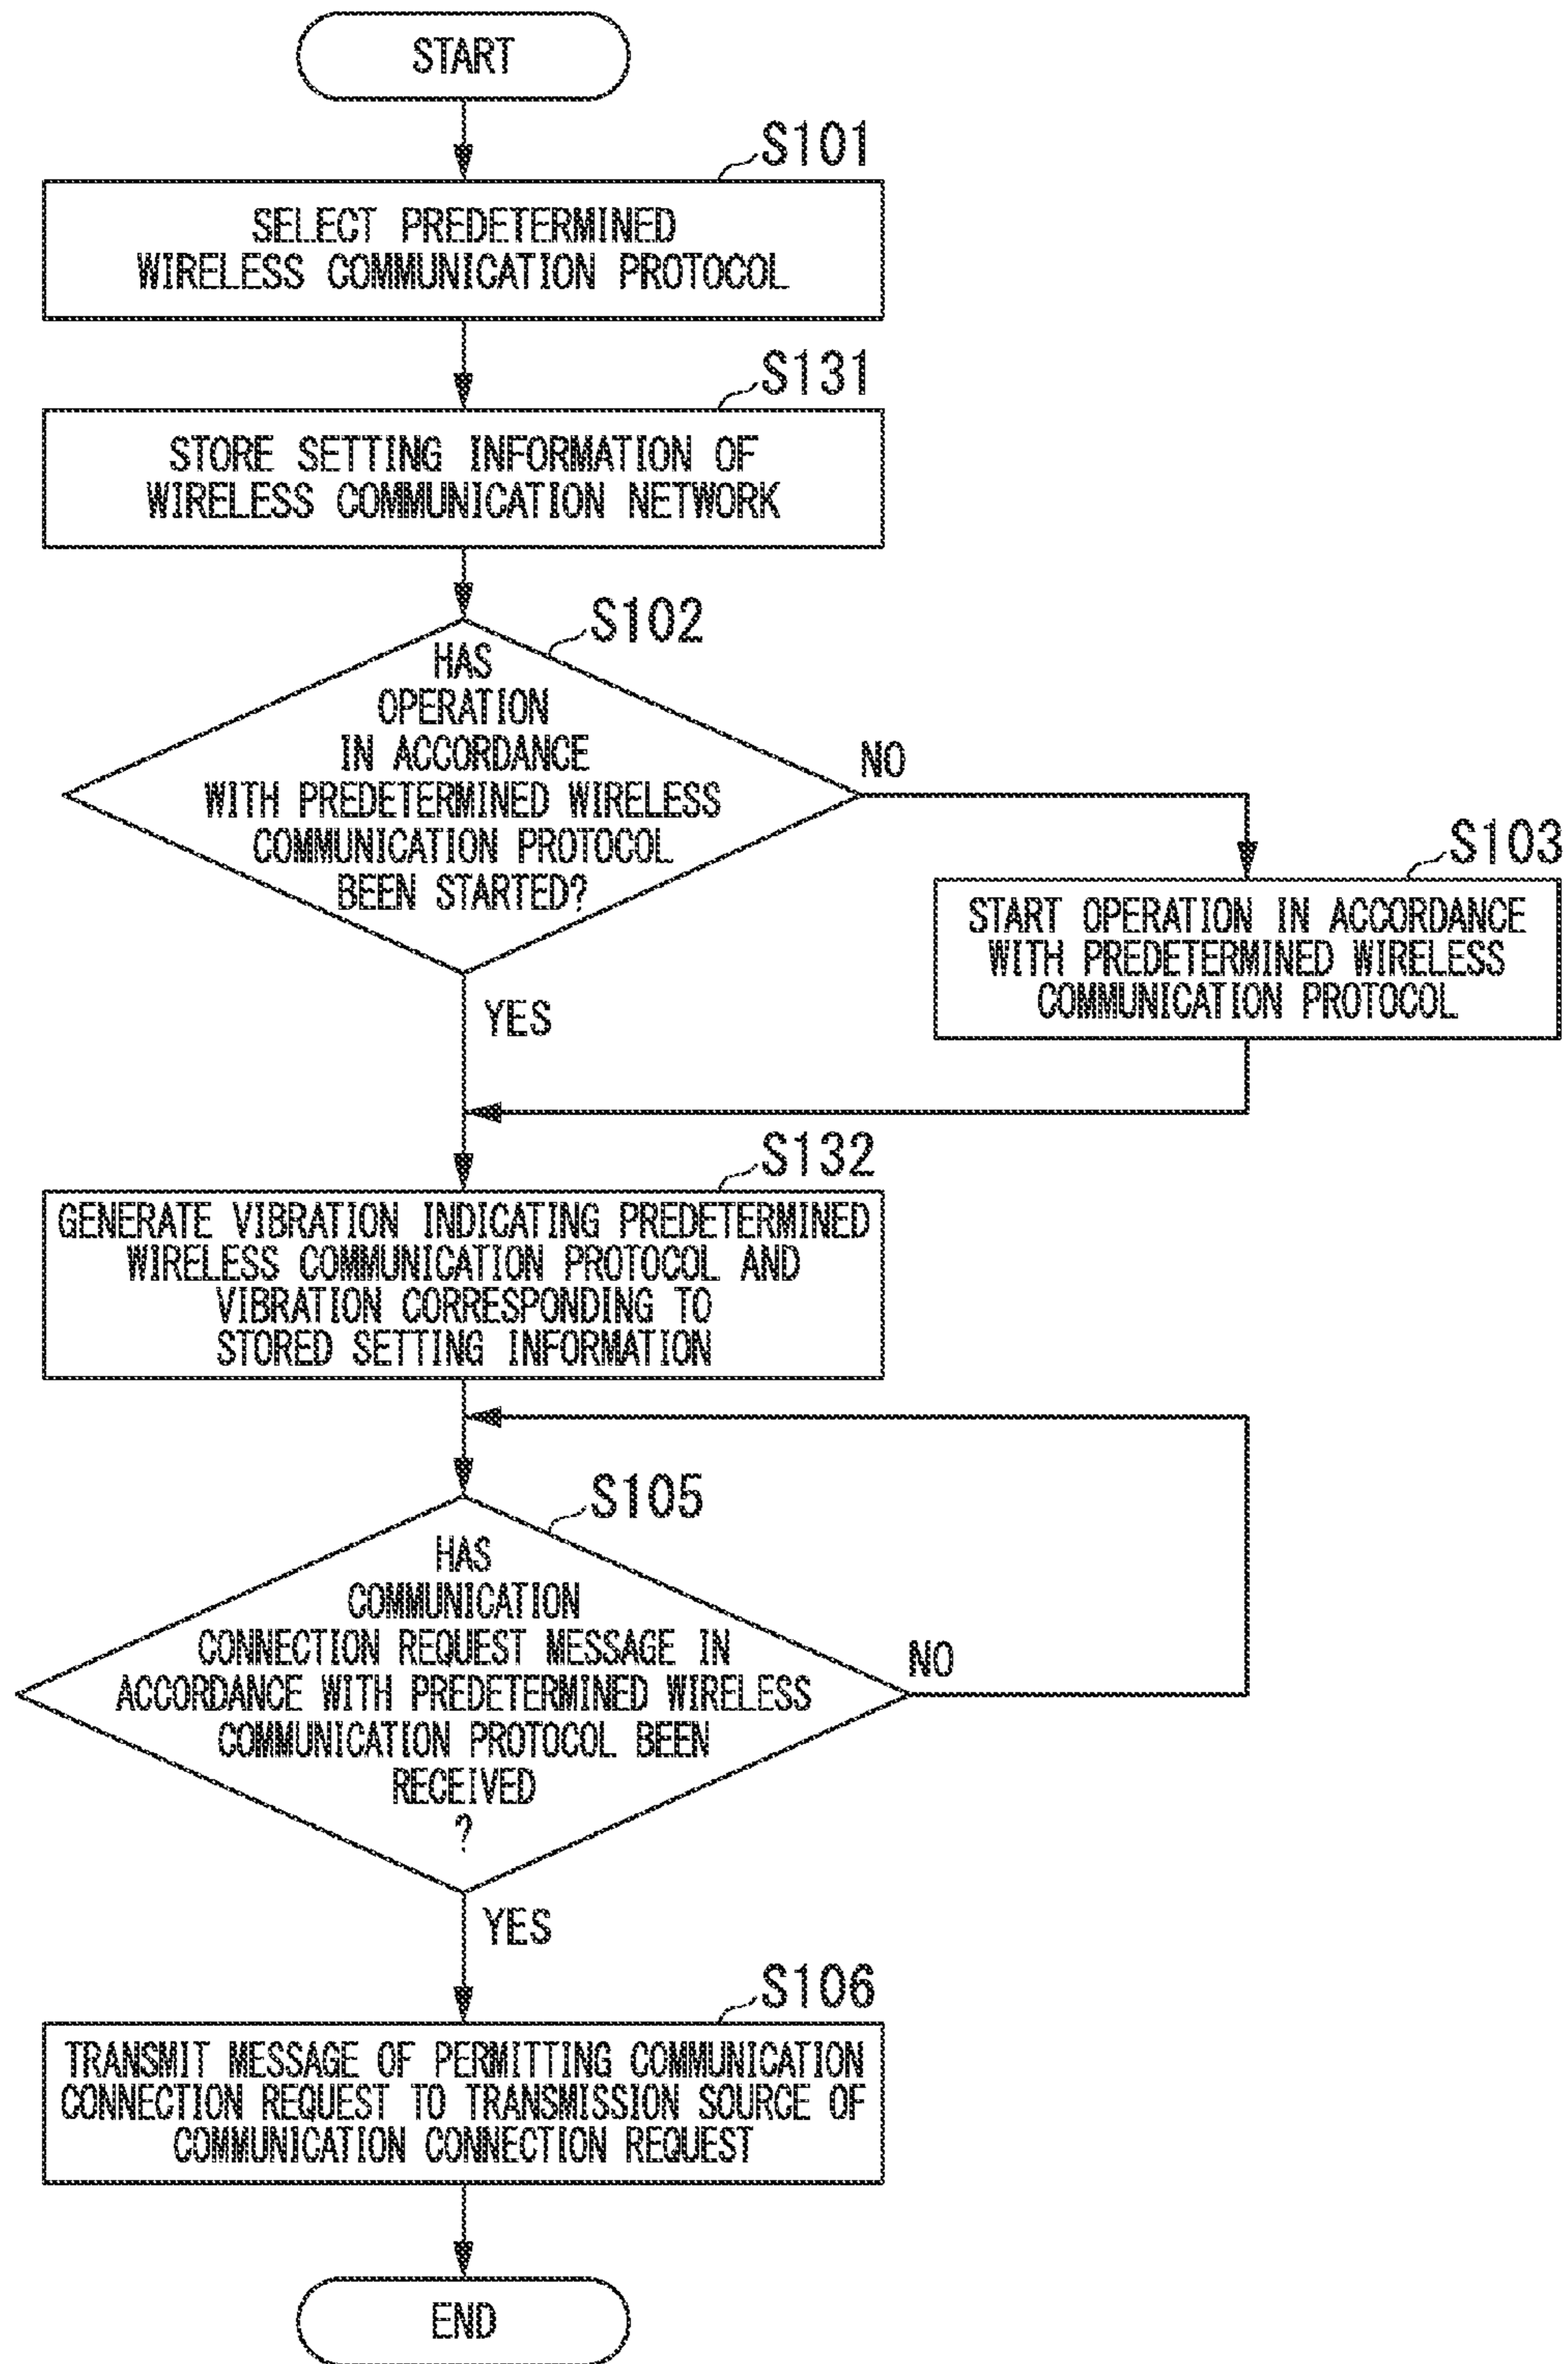 START
S101
SELECT PREDETERMINED
WIRELESS COMMUNICATION PROTOCOL
S131
STORE SETTING INFORMATION OF
WIRELESS COMMUNICATION NETWORK
S102
HAS
OPERATION
IN ACCORDANCE
WITH PREDETERMINED WIRELESS
COMMUNICATION PROTOCOL
BEEN STARTED?
NO
S103
START OPERATION IN ACCORDANCE
WITH PREDETERMINED WIRELESS
COMMUNICATION PROTOCOL
YES
S132
GENERATE VIBRATION INDICATING PREDETERMINED
WIRELESS COMMUNICATION PROTOCOL AND
VIBRATION CORRESPONDING TO
STORED SETTING INFORMATION
S105
HAS
COMMUNICATION
CONNECTION REQUEST MESSAGE IN
ACCORDANCE WITH PREDETERMINED WIRELESS
COMMUNICATION PROTOCOL BEEN
RECEIVED
?
NO
YES
S106
TRANSMIT MESSAGE OF PERMITTING COMMUNICATION
CONNECTION REQUEST TO TRANSMISSION SOURCE OF
COMMUNICATION CONNECTION REQUEST
END